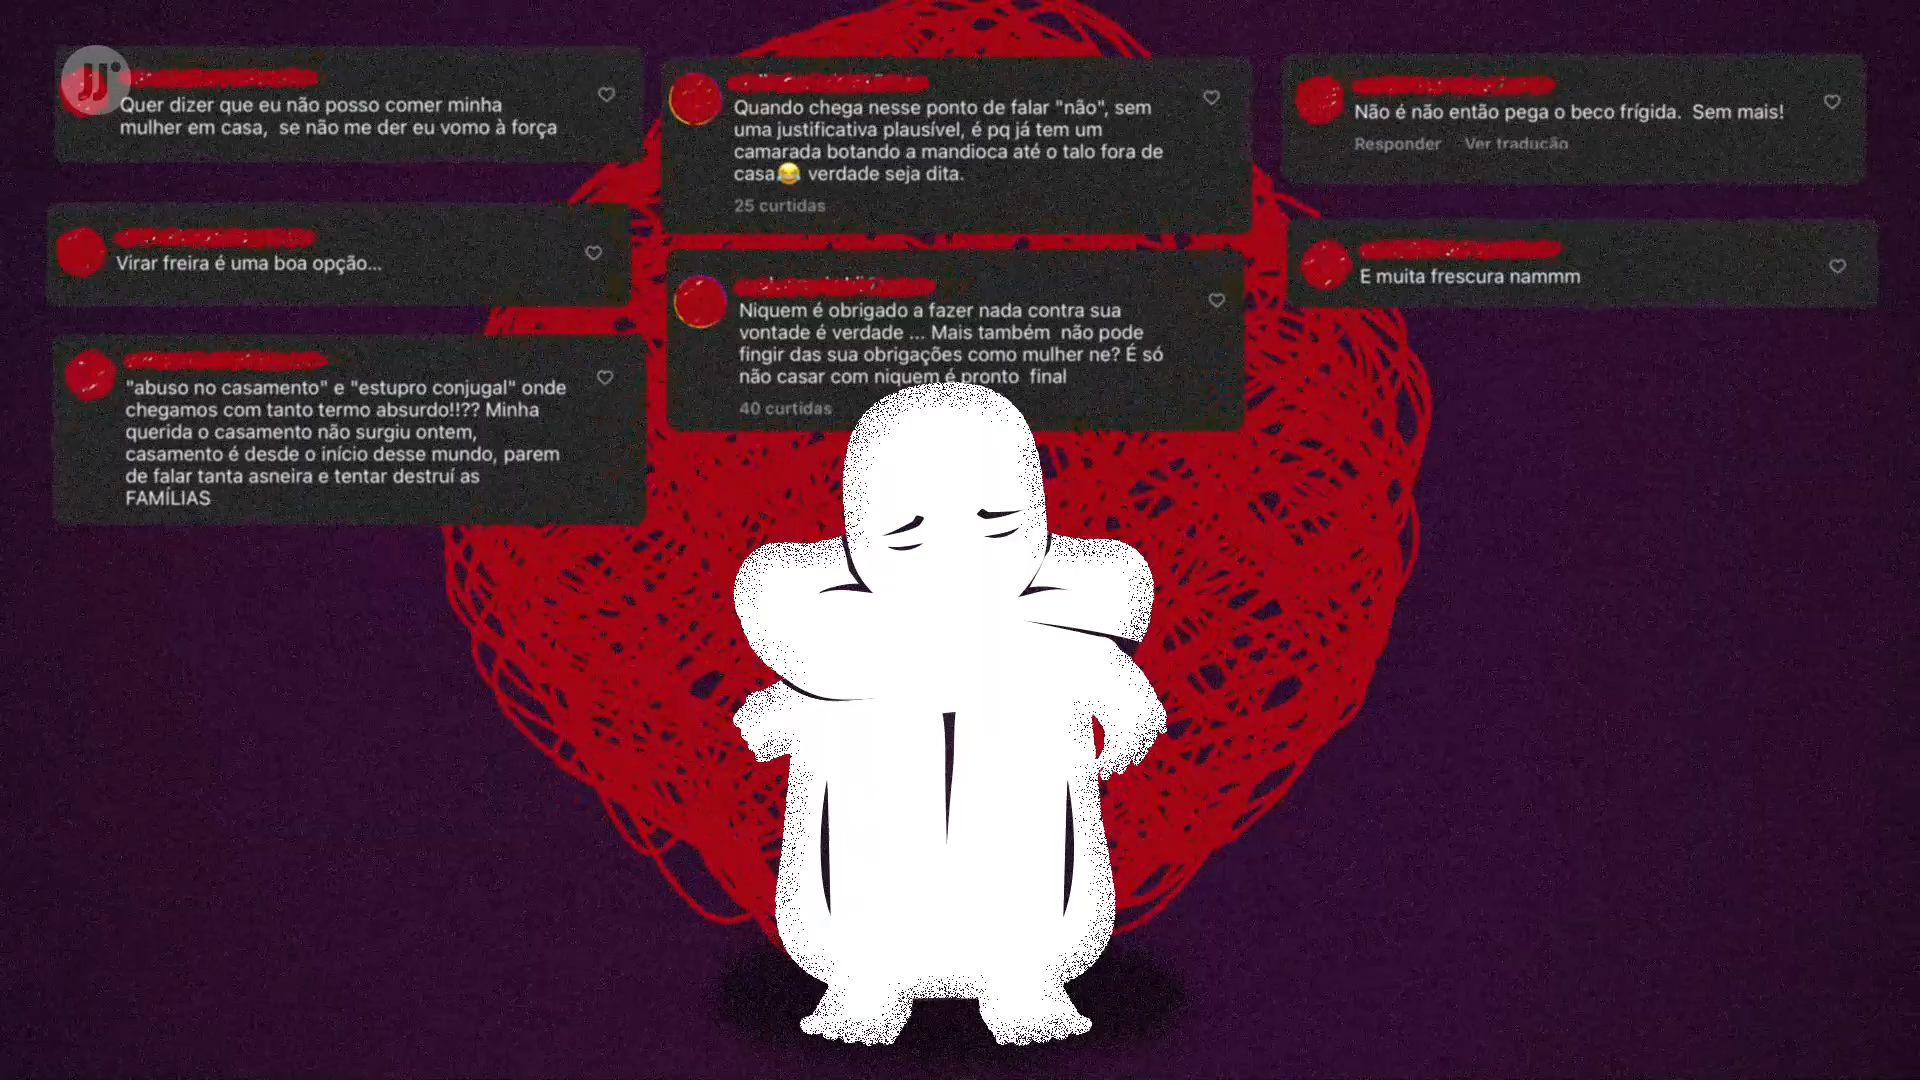 JJ
Quer dizer que eu não posso comer minha
mulher em casa, se não me der eu vomo à força
Virar freira é uma boa opção...
"abuso no casamento" e "estupro conjugal" onde
chegamos com tanto termo absurdo!!?? Minha
querida o casamento não surgiu ontem,
casamento é desde o início desse mundo, parem
de falar tanta asneira e tentar destruí as
FAMÍLIAS
Quando chega nesse ponto de falar "não", sem
uma justificativa plausível, é pq já tem um
camarada botando a mandioca até o talo fora de
casa😂 verdade seja dita.
25 curtidas
Niquem é obrigado a fazer nada contra sua
vontade é verdade ... Mais também não pode
fingir das sua obrigações como mulher ne? É só
não casar com niquem é pronto final
40 curtidas
Não é não então pega o beco frígida. Sem mais!
Responder Ver tradução
E muita frescura nammm